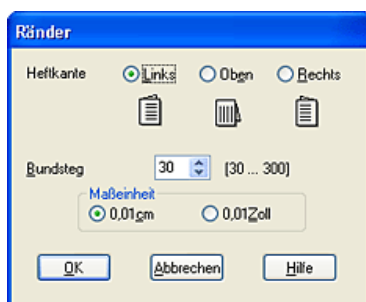 Ränder
Heftkante Links Oben Rechts
Bundsteg 30 (30 ... 300)
Maßeinheit
0,01cm 0,01Zoll
OK Abbrechen Hilfe